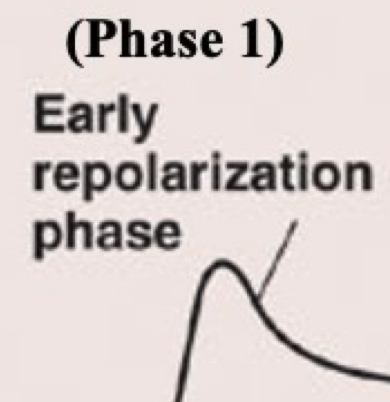 (Phase 1)
Early
repolarization
phase